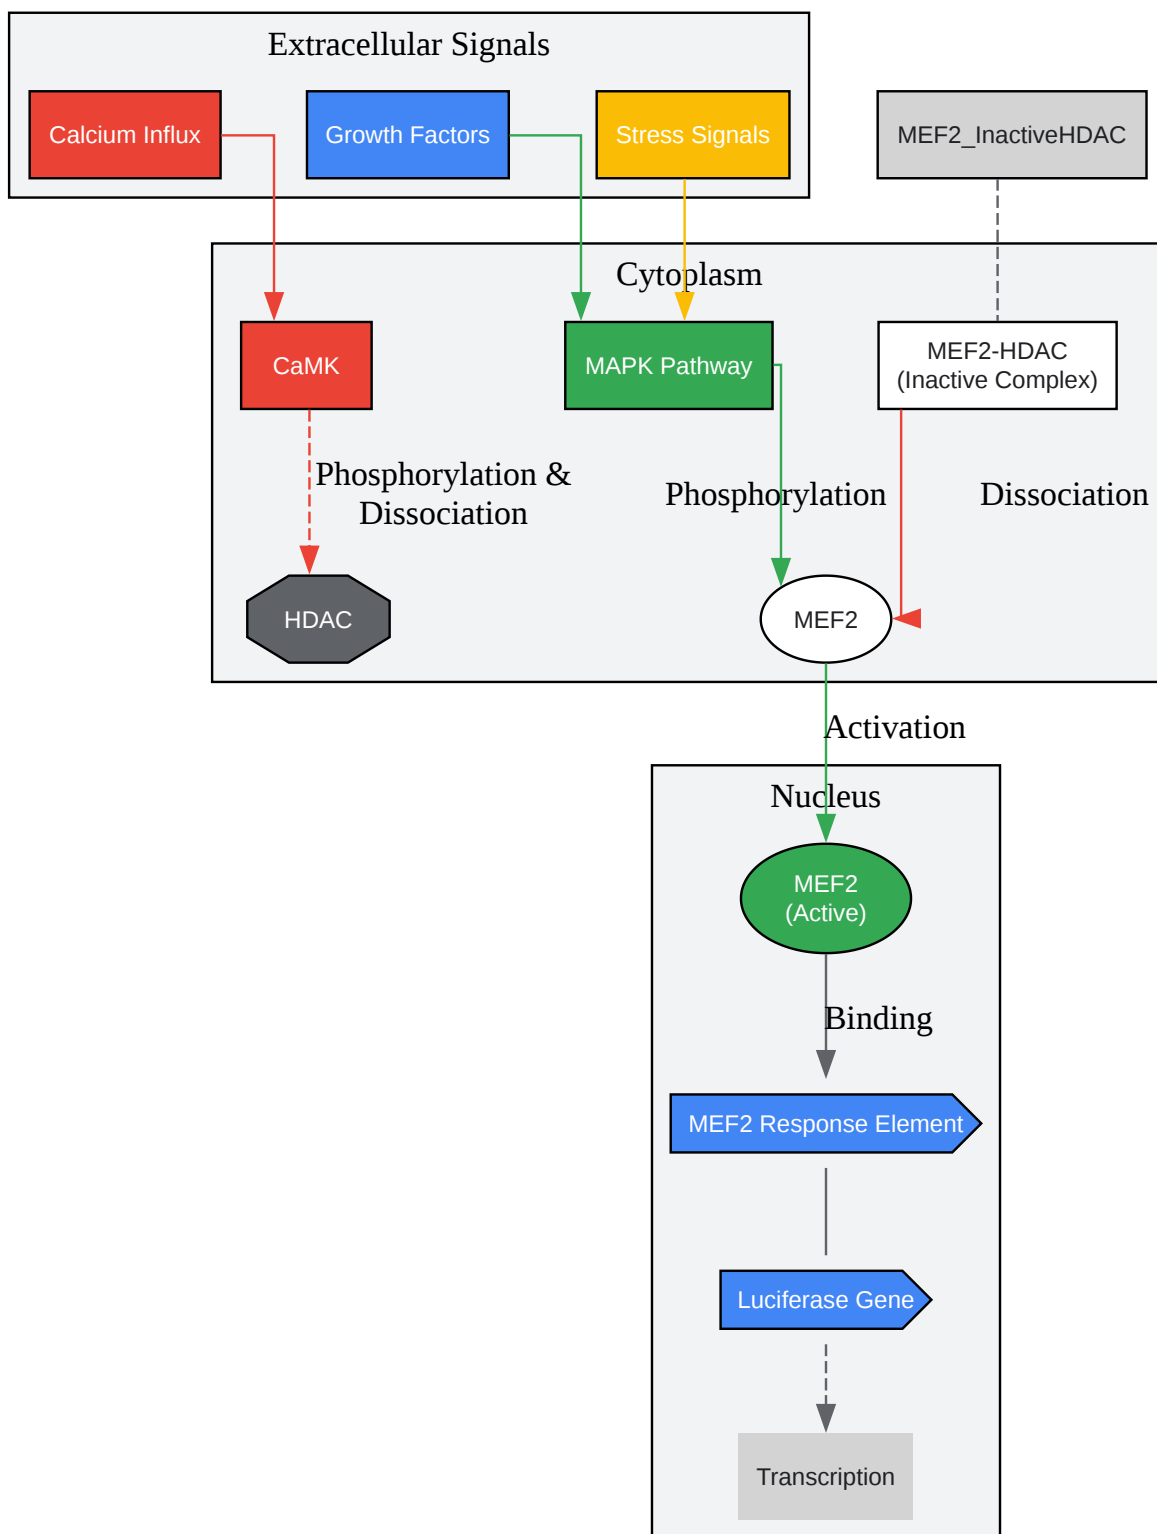 Extracellular Signals
Calcium Influx
Growth Factors
Stress Signals
MEF2_InactiveHDAC
Cytoplasm
CaMK
MAPK Pathway
MEF2-HDAC
(Inactive Complex)
Phosphorylation &
Dissociation
Phosphorylation
Dissociation
HDAC
MEF2
Activation
Nucleus
MEF2
(Active)
Binding
MEF2 Response Element
Luciferase Gene
Transcription